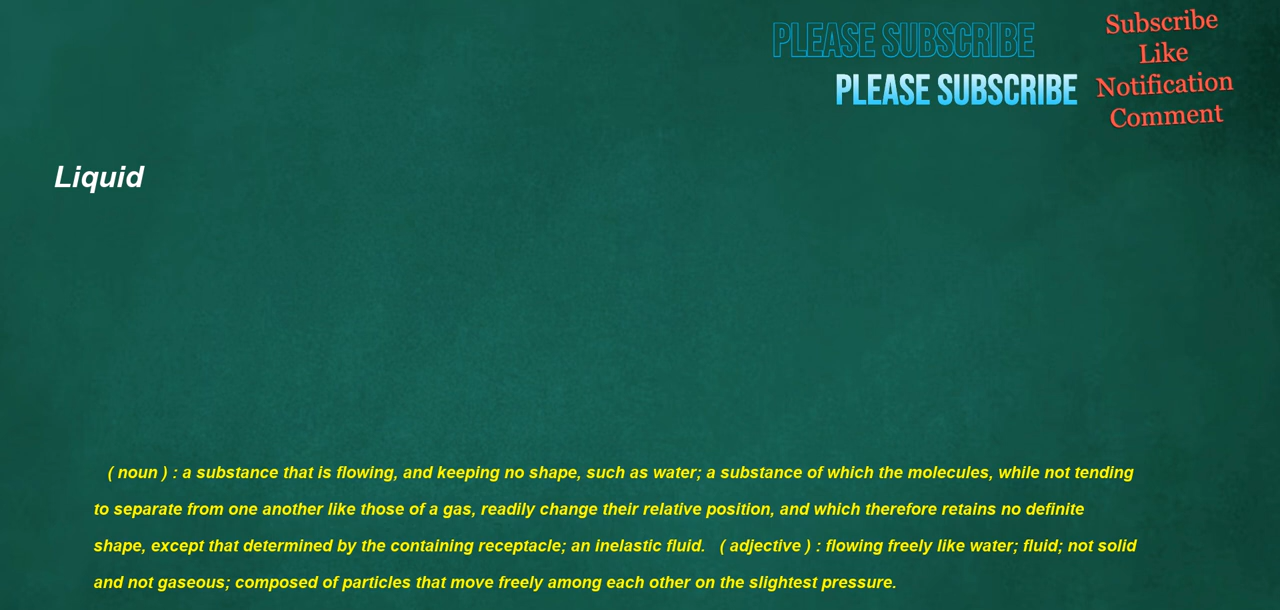 PLEASE SUBSCRIBE
PLEASE SUBSCRIBE
Subscribe
Like
Notification
Comment
Liquid
( noun ) : a substance that is flowing, and keeping no shape, such as water; a substance of which the molecules, while not tending
to separate from one another like those of a gas, readily change their relative position, and which therefore retains no definite
shape, except that determined by the containing receptacle; an inelastic fluid. ( adjective ) : flowing freely like water; fluid; not solid
and not gaseous; composed of particles that move freely among each other on the slightest pressure.